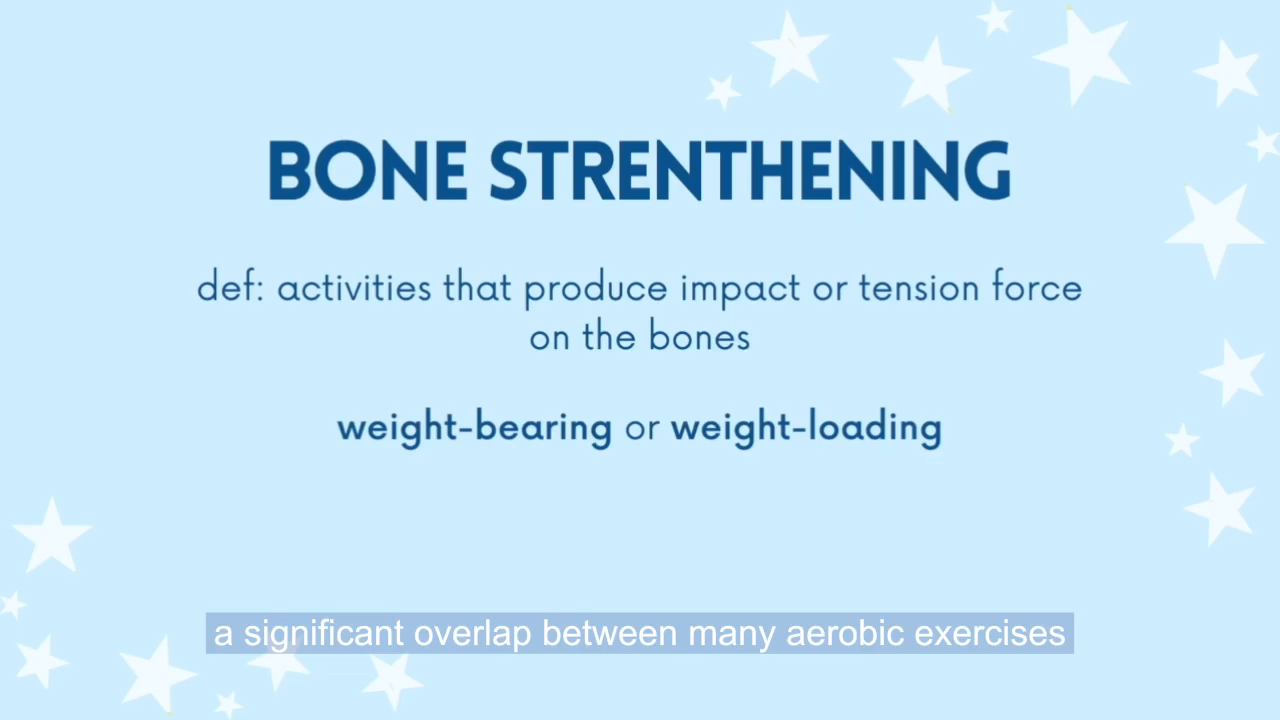 BONE STRENTHENING
def: activities that produce impact or tension force
on the bones
weight-bearing or weight-loading
a significant overlap between many aerobic exercises